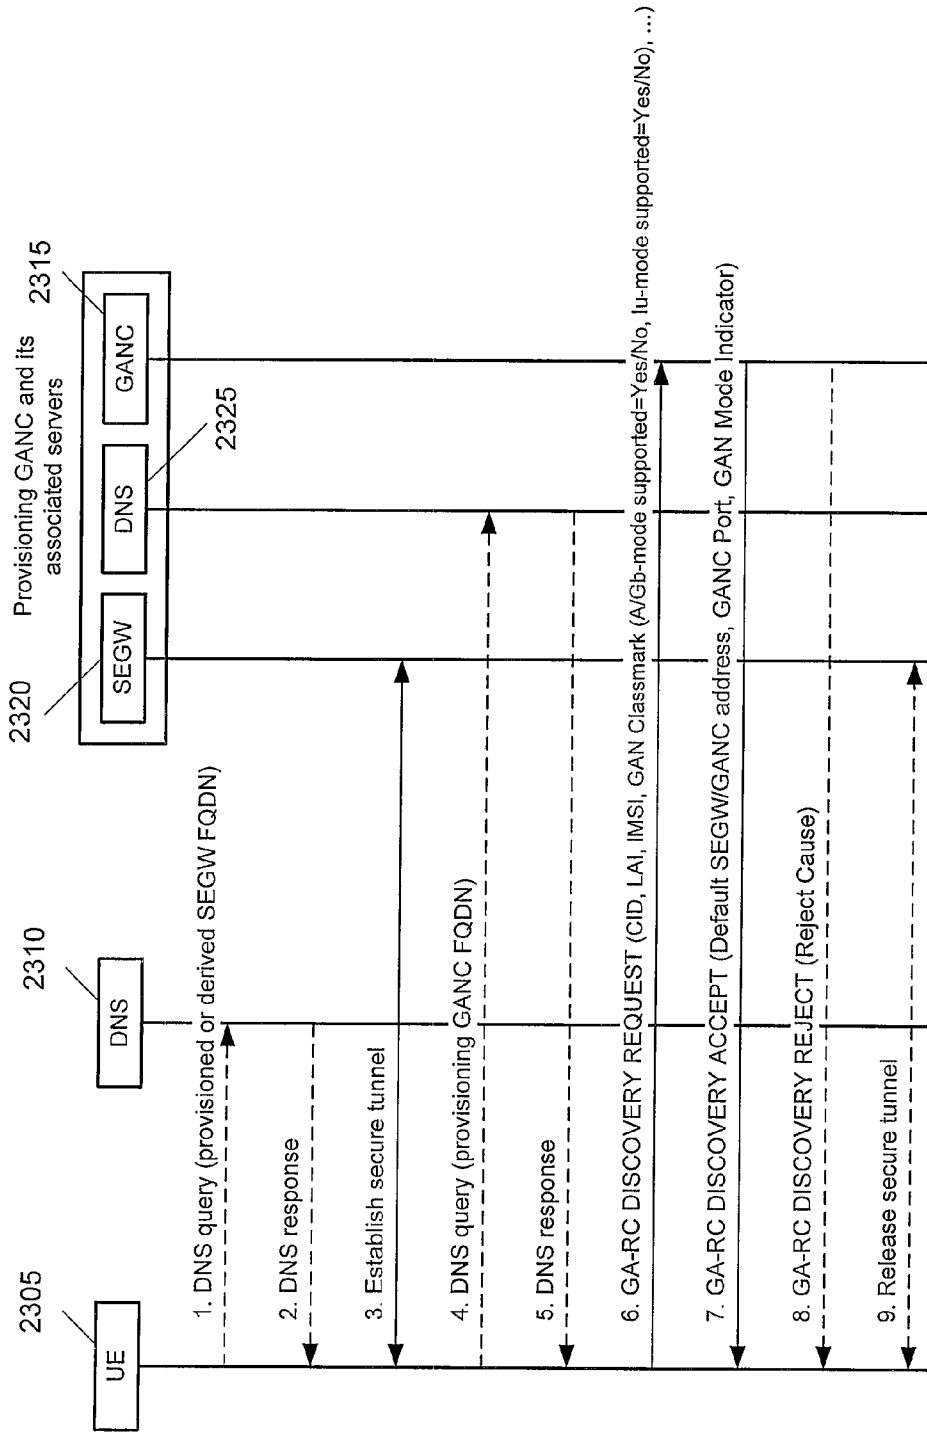 Provisioning GANC and its
associated servers
2305
2310
2320
2325
2315
UE
DNS
SEGW
DNS
GANC
1. DNS query (provisioned or derived SEGW FQDN)
2. DNS response
3. Establish secure tunnel
4. DNS query (provisioning GANC FQDN)
5. DNS response
6. GA-RC DISCOVERY REQUEST (CID, LAI, IMSI, GAN Classmark (A/Gb-mode supported=Yes/No, Iu-mode supported=Yes/No), ...)
7. GA-RC DISCOVERY ACCEPT (Default SEGW/GANC address, GANC Port, GAN Mode Indicator)
8. GA-RC DISCOVERY REJECT (Reject Cause)
9. Release secure tunnel